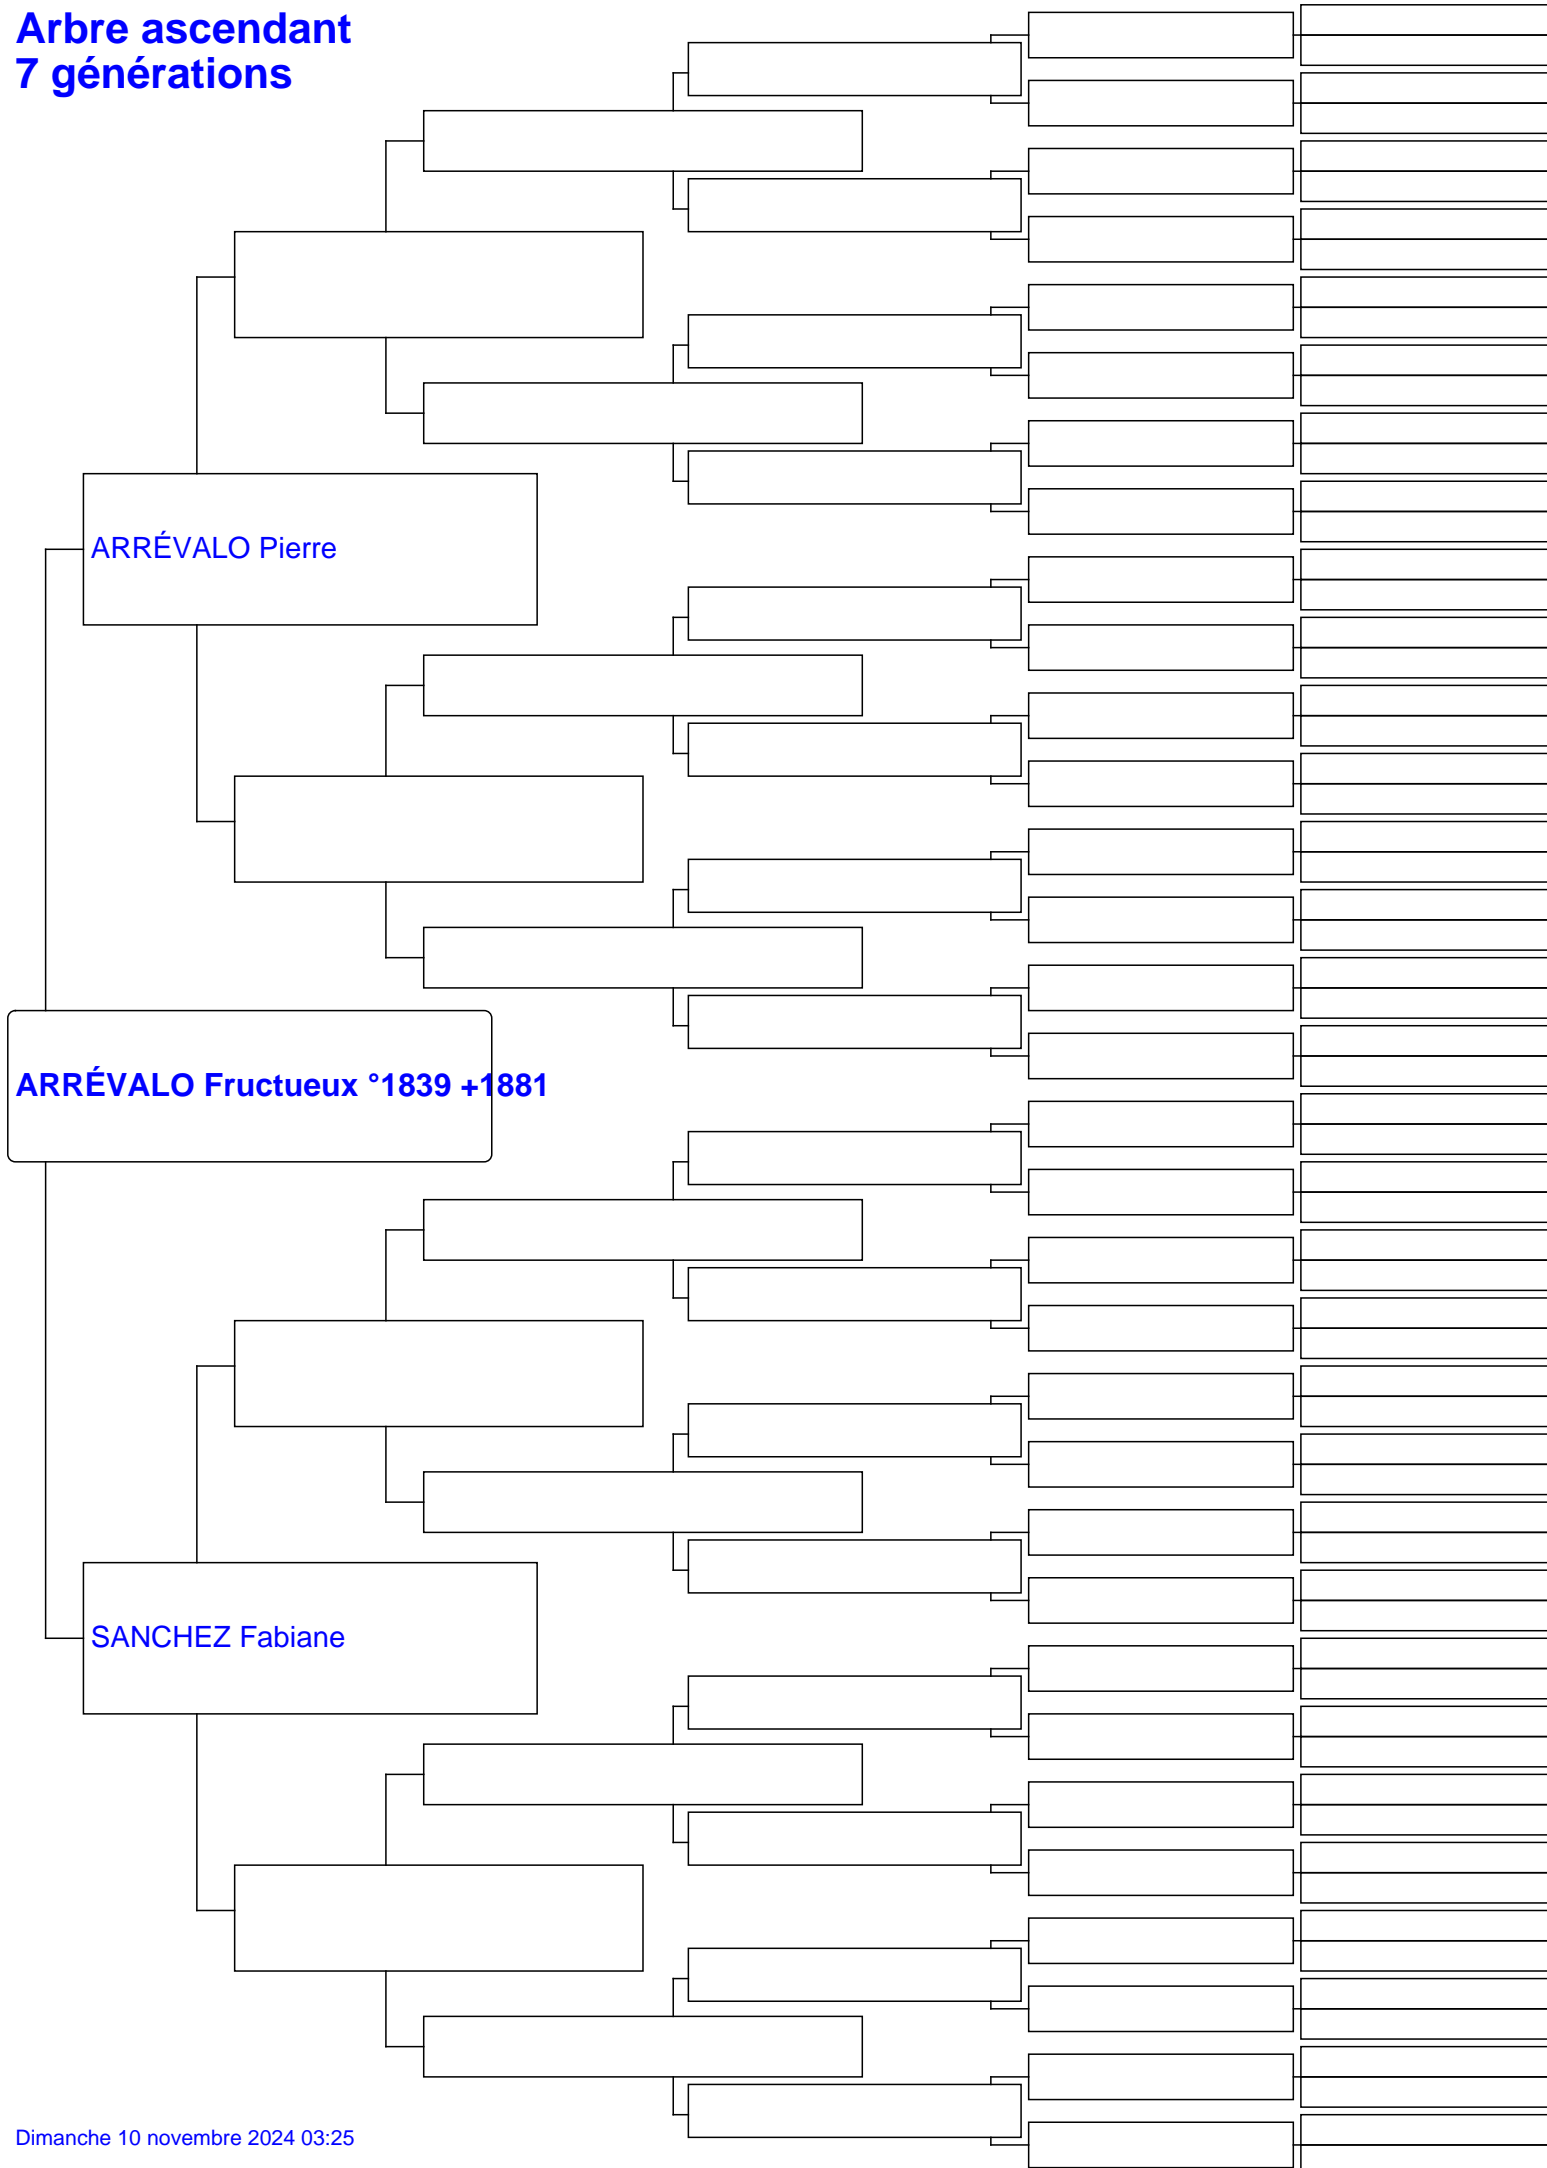 Arbre ascendant
7 générations
ARRÉVALO Pierre
ARRÉVALO Fructueux °1839 +1881
SANCHEZ Fabiane
Dimanche 10 novembre 2024 03:25